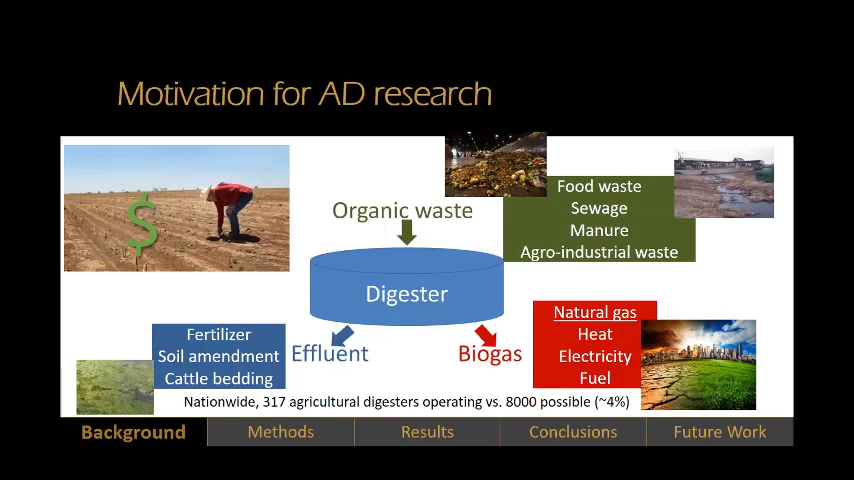 Motivation for AD research
$
Organic waste
Food waste
Sewage
Manure
Agro-industrial waste
Digester
Fertilizer
Soil amendment
Cattle bedding
Effluent
Biogas
Natural gas
Heat
Electricity
Fuel
Nationwide, 317 agricultural digesters operating vs. 8000 possible (~4%)
Background
Methods
Results
Conclusions
Future Work